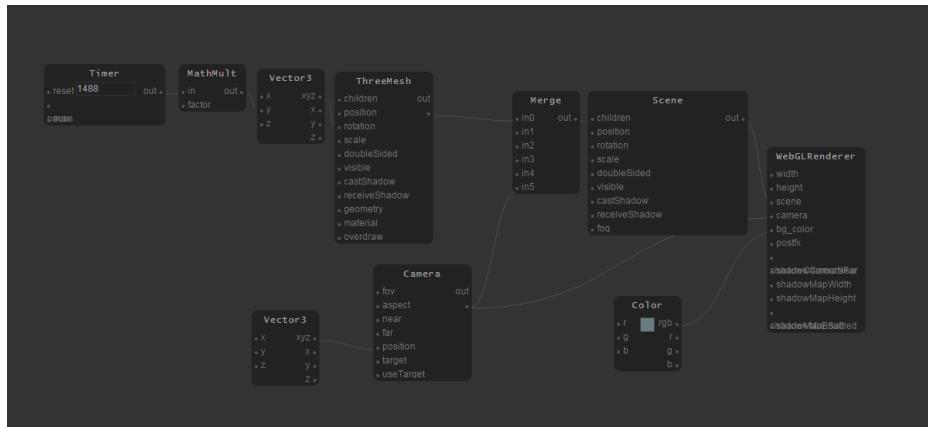 Timer
reset 1488 out
MathMult
in out
factor
Vector3
x xyz
y x
z y
z
ThreeMesh
children out
position
rotation
scale
doubleSided
visible
castShadow
receiveShadow
geometry
material
overdraw
Merge
in0 out
in1
in2
in3
in4
in5
Scene
children out
position
rotation
scale
doubleSided
visible
castShadow
receiveShadow
fog
WebGLRenderer
width
height
scene
camera
bg_color
postfx
shadowMapWidth
shadowMapHeight
Camera
fov out
aspect
near
far
position
target
useTarget
Vector3
x xyz
y x
z y
z
Color
r rgb
g r
b g
b